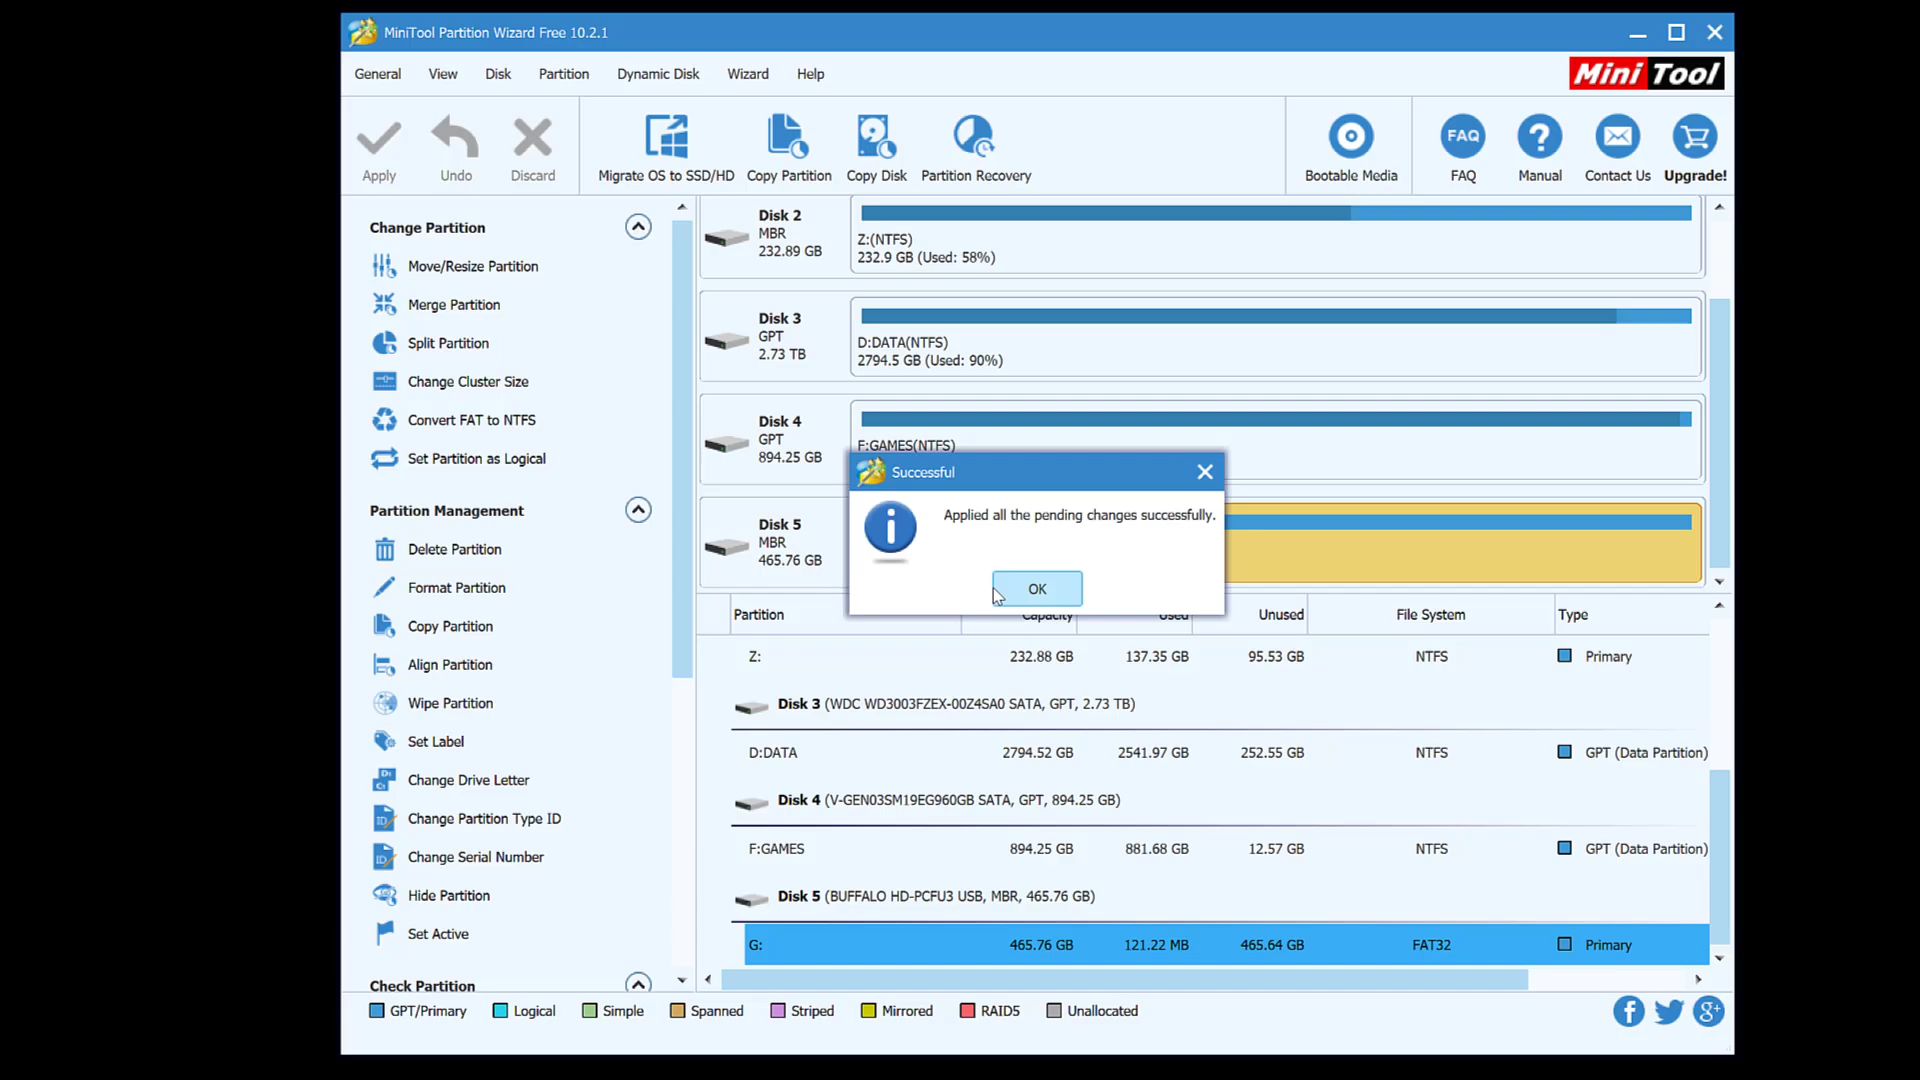 MiniTool Partition Wizard Free 10.2.1
General View Disk Partition Dynamic Disk Wizard Help
Mini Tool
Apply Undo Discard Migrate OS to SSD/HD Copy Partition Copy Disk Partition Recovery Bootable Media FAQ FAQ ? Manual Contact Us Upgrade!
Change Partition
Move/Resize Partition
Merge Partition
Split Partition
Change Cluster Size
Convert FAT to NTFS
Set Partition as Logical
Partition Management
Delete Partition
Format Partition
Copy Partition
Align Partition
Wipe Partition
Set Label
Change Drive Letter
Change Partition Type ID
Change Serial Number
Hide Partition
Set Active
Check Partition
Disk 2
MBR
232.89 GB
Z:(NTFS)
232.9 GB (Used: 58%)
Disk 3
GPT
2.73 TB
D:DATA(NTFS)
2794.5 GB (Used: 90%)
Disk 4
GPT
894.25 GB
F:GAMES(NTFS)
Disk 5
MBR
465.76 GB
Successful
Applied all the pending changes successfully.
OK
Partition Capacity Used Unused File System Type
Z: 232.88 GB 137.35 GB 95.53 GB NTFS Primary
Disk 3 (WDC WD3003FZEX-00Z4SA0 SATA, GPT, 2.73 TB)
D:DATA 2794.52 GB 2541.97 GB 252.55 GB NTFS GPT (Data Partition)
Disk 4 (V-GEN03SM19EG960GB SATA, GPT, 894.25 GB)
F:GAMES 894.25 GB 881.68 GB 12.57 GB NTFS GPT (Data Partition)
Disk 5 (BUFFALO HD-PCFU3 USB, MBR, 465.76 GB)
G: 465.76 GB 121.22 MB 465.64 GB FAT32 Primary
GPT/Primary Logical Simple Spanned Striped Mirrored RAID5 Unallocated